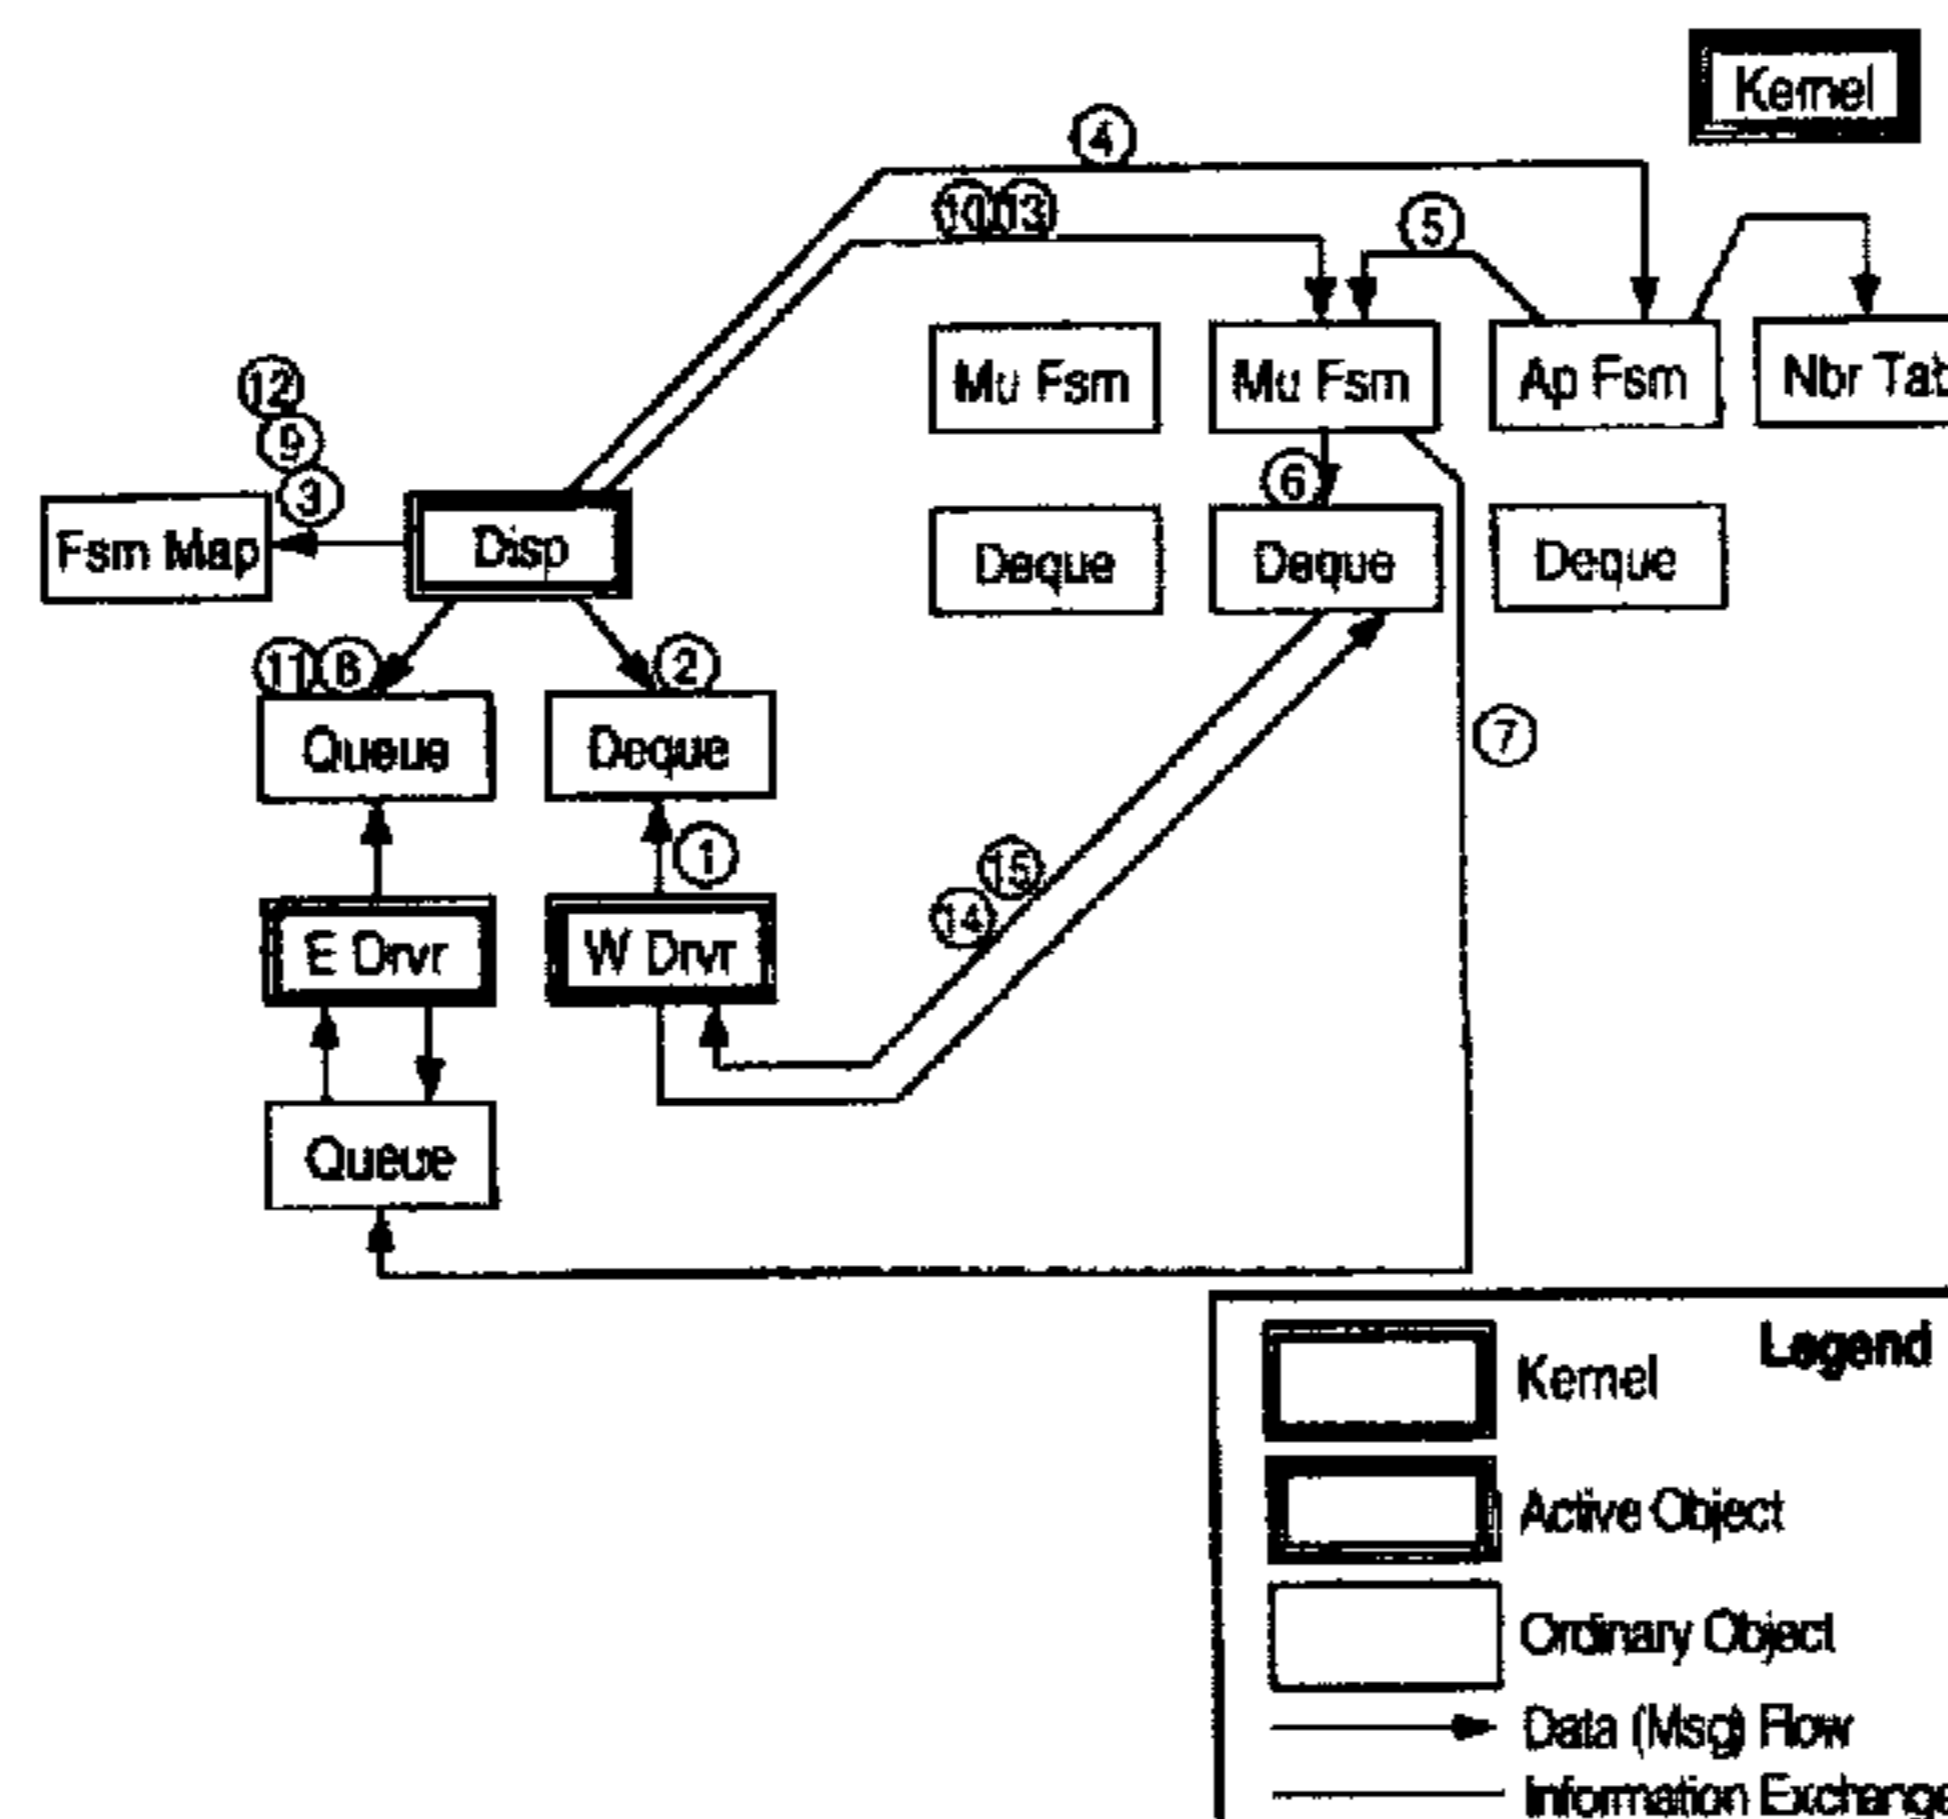 Kernel
4
10 13
5
Mu Fsm
Mu Fsm
Ap Fsm
Nbr Tab
12
9
3
Fsm Map
Disp
6
Deque
Deque
Deque
11
2
Queue
Deque
7
1
15
14
E Drvr
W Drvr
Queue
Legend
Kernel
Active Object
Ordinary Object
Data (Msg) Flow
Information Exchange